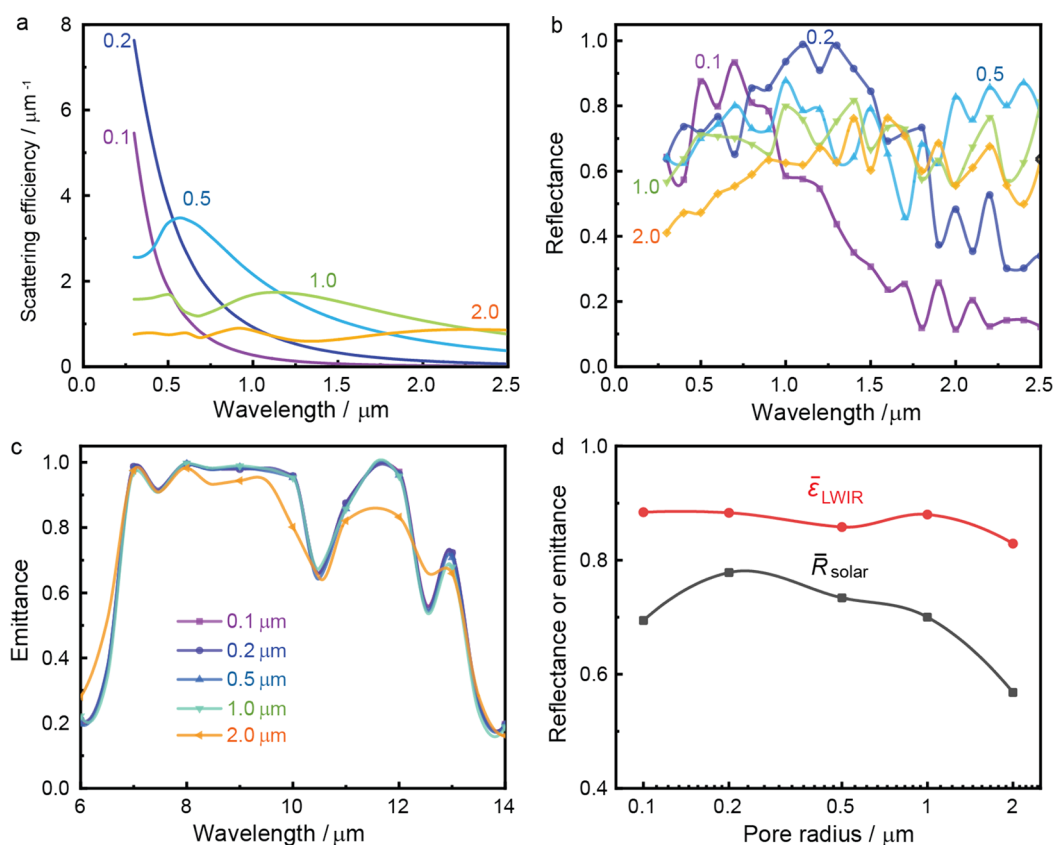 a
Scattering efficiency / μm⁻¹
8
6
4
2
0
0.2
0.1
0.5
1.0
2.0
0.0 0.5 1.0 1.5 2.0 2.5
Wavelength / μm
b
Reflectance
1.0
0.8
0.6
0.4
0.2
0.0
0.1
0.2
0.5
1.0
2.0
0.0 0.5 1.0 1.5 2.0 2.5
Wavelength / μm
c
Emittance
1.0
0.8
0.6
0.4
0.2
0.0
0.1 μm
0.2 μm
0.5 μm
1.0 μm
2.0 μm
6 8 10 12 14
Wavelength / μm
d
Reflectance or emittance
1.0
0.8
0.6
0.4
ε̄LWIR
R̄solar
0.1 0.2 0.5 1 2
Pore radius / μm